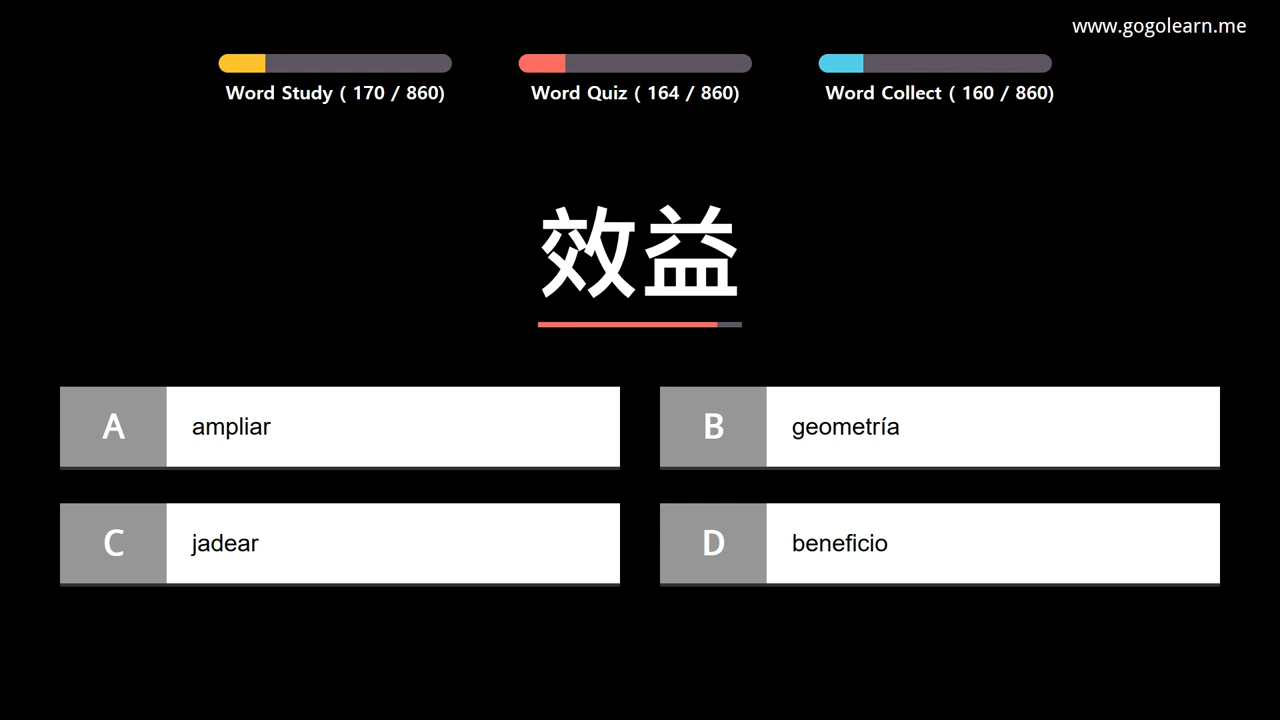 www.gogolearn.me
Word Study ( 170 / 860)
Word Quiz ( 164 / 860)
Word Collect ( 160 / 860)
效益
A ampliar
B geometría
C jadear
D beneficio